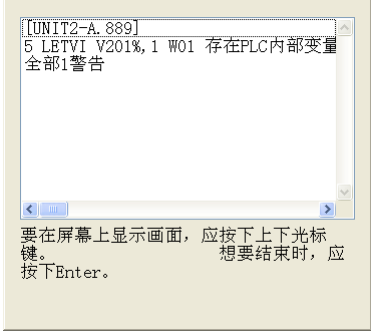 [UNIT2-A.889]
5 LETVI V201%,1 W01 存在PLC内部变量
全部1警告
要在屏幕上显示画面，应按下上下光标
键。 想要结束时，应
按下Enter。